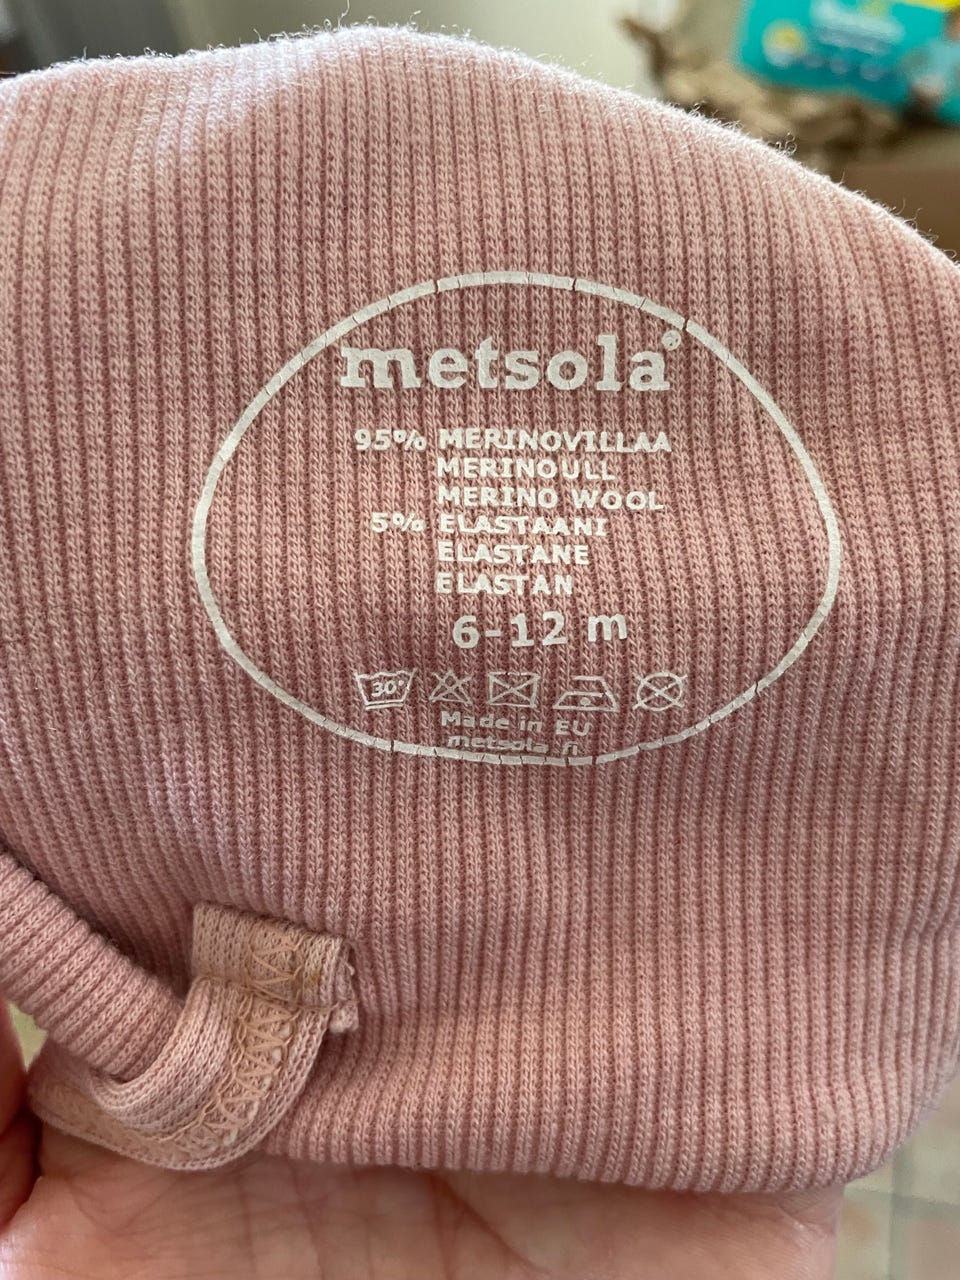 metsola®
95% MERINOVILLAA
MERINOULL
MERINO WOOL
5% ELASTAANI
ELASTANE
ELASTAN
6-12 m
30°
Made in EU
metsola.fi